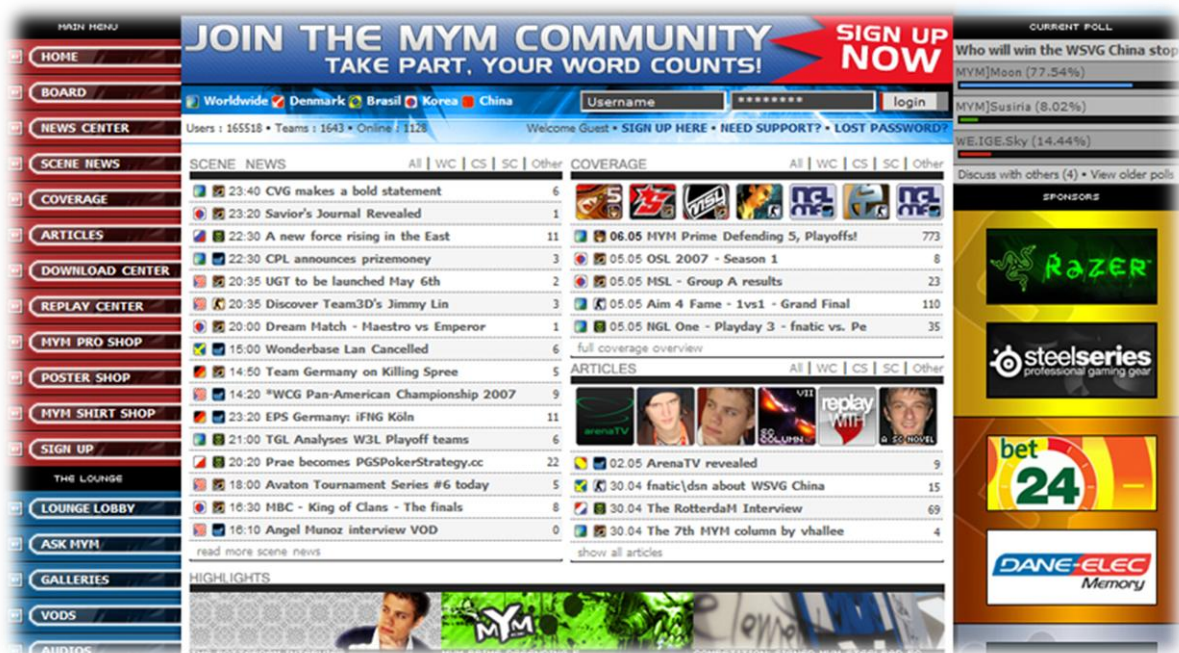 MAIN MENU
HOME
BOARD
NEWS CENTER
SCENE NEWS
COVERAGE
ARTICLES
DOWNLOAD CENTER
REPLAY CENTER
MYM PRO SHOP
POSTER SHOP
MYM SHIRT SHOP
SIGN UP
THE LOUNGE
LOUNGE LOBBY
ASK MYM
GALLERIES
VODS
AUDIOS
JOIN THE MYM COMMUNITY
TAKE PART, YOUR WORD COUNTS!
SIGN UP
NOW
Worldwide Denmark Brasil Korea China
Username ******** login
Users : 165518 • Teams : 1643 • Online : 1128
Welcome Guest • SIGN UP HERE • NEED SUPPORT? • LOST PASSWORD?
SCENE NEWS All | WC | CS | SC | Other
23:40 CVG makes a bold statement 6
23:20 Savior's Journal Revealed 1
22:30 A new force rising in the East 11
22:30 CPL announces prizemoney 3
20:35 UGT to be launched May 6th 2
20:35 Discover Team3D's Jimmy Lin 3
20:00 Dream Match - Maestro vs Emperor 1
15:00 Wonderbase Lan Cancelled 6
14:50 Team Germany on Killing Spree 5
14:20 *WCG Pan-American Championship 2007 9
23:20 EPS Germany: iFNG Köln 11
21:00 TGL Analyses W3L Playoff teams 6
20:20 Prae becomes PGSPokerStrategy.cc 22
18:00 Avaton Tournament Series #6 today 5
16:30 MBC - King of Clans - The finals 8
16:10 Angel Munoz interview VOD 0
read more scene news
COVERAGE All | WC | CS | SC | Other
5 MSL NGL NGL
06.05 MYM Prime Defending 5, Playoffs! 773
05.05 OSL 2007 - Season 1 8
05.05 MSL - Group A results 23
05.05 Aim 4 Fame - 1vs1 - Grand Final 110
05.05 NGL One - Playday 3 - fnatic vs. Pe 35
full coverage overview
ARTICLES All | WC | CS | SC | Other
arenaTV
VII
SC COLUMN
replay
WITH
A SC NOVEL
02.05 ArenaTV revealed 9
30.04 fnatic\dsn about WSVG China 15
30.04 The RotterdaM Interview 69
30.04 The 7th MYM column by vhallee 4
show all articles
HIGHLIGHTS
MYM
CURRENT POLL
Who will win the WSVG China stop
MYM]Moon (77.54%)
MYM]Susiria (8.02%)
WE.IGE.Sky (14.44%)
Discuss with others (4) • View older polls
SPONSORS
RAZER
steelseries
professional gaming gear
bet
24
DANE-ELEC
Memory